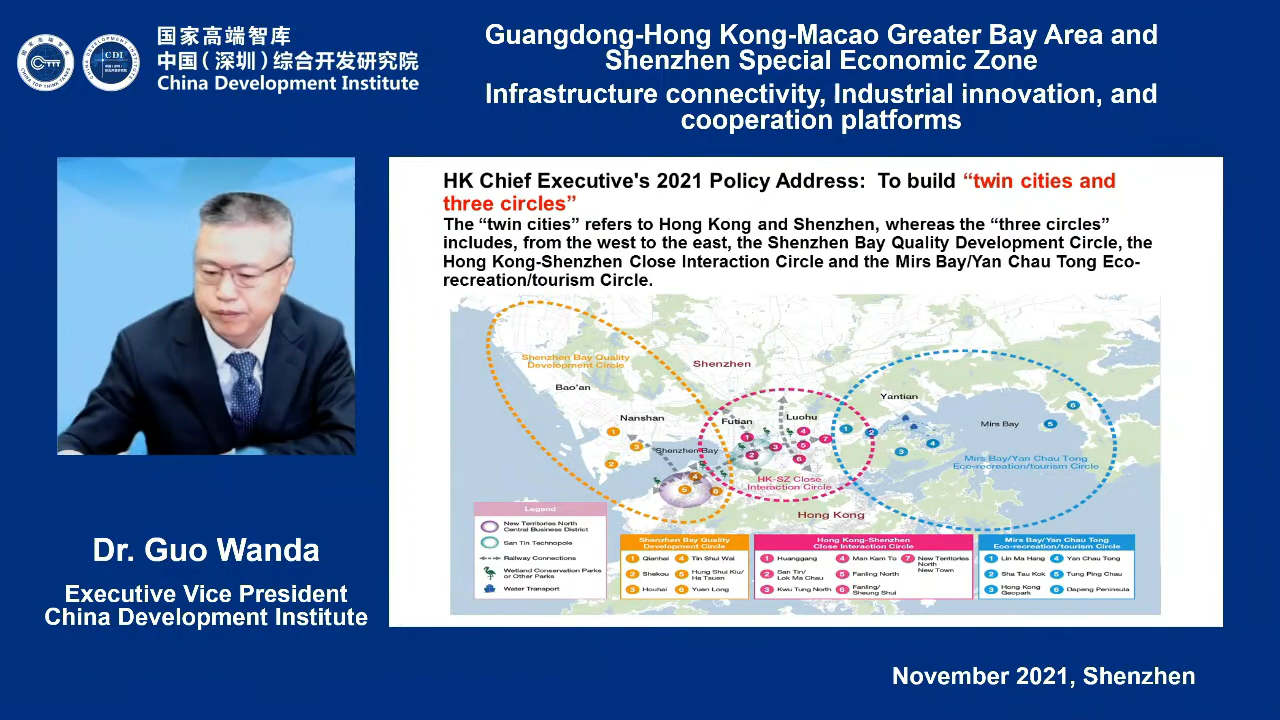 国家高端智库
中国(深圳)综合开发研究院
China Development Institute
CHINA TOP THINK TANKS
CDI
Guangdong-Hong Kong-Macao Greater Bay Area and
Shenzhen Special Economic Zone
Infrastructure connectivity, Industrial innovation, and
cooperation platforms
HK Chief Executive's 2021 Policy Address: To build “twin cities and
three circles”
The “twin cities” refers to Hong Kong and Shenzhen, whereas the “three circles”
includes, from the west to the east, the Shenzhen Bay Quality Development Circle, the
Hong Kong-Shenzhen Close Interaction Circle and the Mirs Bay/Yan Chau Tong Eco-
recreation/tourism Circle.
Shenzhen Bay Quality
Development Circle
Shenzhen
Bao'an
Yantian
Nanshan
Futian
Luohu
Mirs Bay
Shenzhen Bay
Mirs Bay/Yan Chau Tong
Eco-recreation/tourism Circle
HK-SZ Close
Interaction Circle
Hong Kong
Legend
New Territories North
Central Business District
San Tin Technopole
Railway Connections
Wetland Conservation Parks
or Other Parks
Water Transport
Shenzhen Bay Quality
Development Circle
1 Qianhai
2 Shekou
3 Houhai
4 Tin Shui Wai
5 Hung Shui Kiu/
Ha Tsuen
6 Yuen Long
Hong Kong-Shenzhen
Close Interaction Circle
1 Huanggang
2 San Tin/
Lok Ma Chau
3 Kwu Tung North
4 Man Kam To
5 Fanling North
6 Fanling/
Sheung Shui
7 New Territories
North
New Town
Mirs Bay/Yan Chau Tong
Eco-recreation/tourism Circle
1 Lin Ma Hang
2 Sha Tau Kok
3 Hong Kong
Geopark
4 Yan Chau Tong
5 Tung Ping Chau
6 Dapeng Peninsula
Dr. Guo Wanda
Executive Vice President
China Development Institute
November 2021, Shenzhen